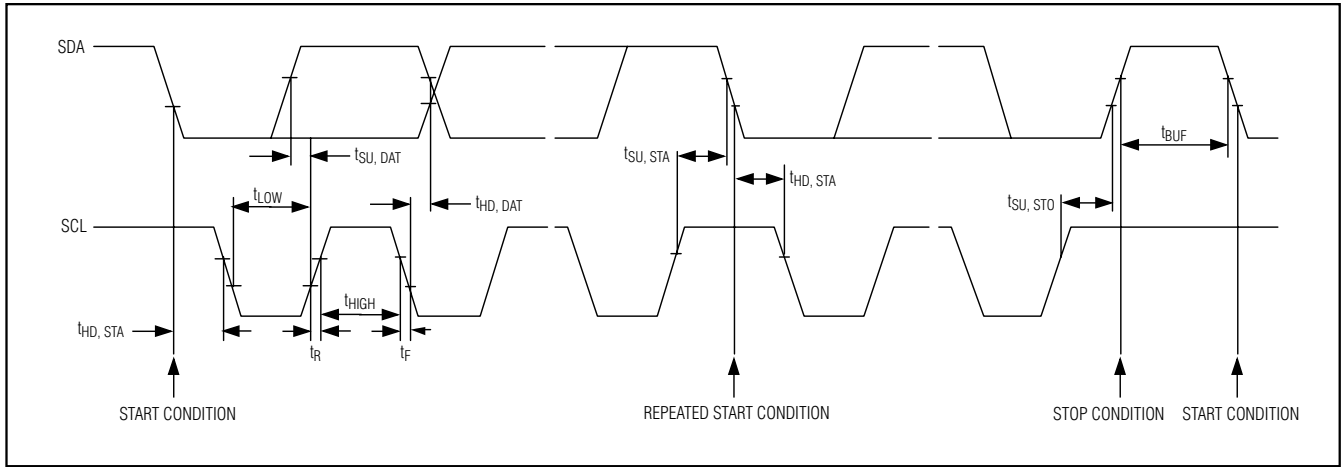 SDA
tSU, DAT
tSU, STA
tBUF
tHD, STA
tLOW
tHD, DAT
tSU, STO
SCL
tHIGH
tHD, STA
tR
tF
START CONDITION
REPEATED START CONDITION
STOP CONDITION
START CONDITION